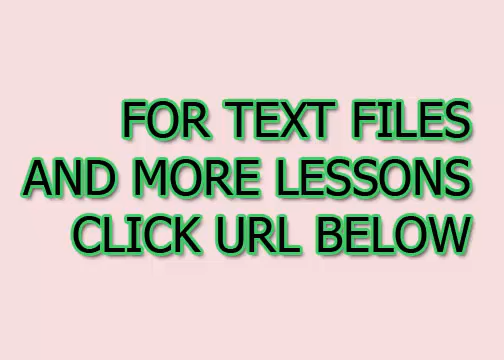 FOR TEXT FILES
AND MORE LESSONS
CLICK URL BELOW